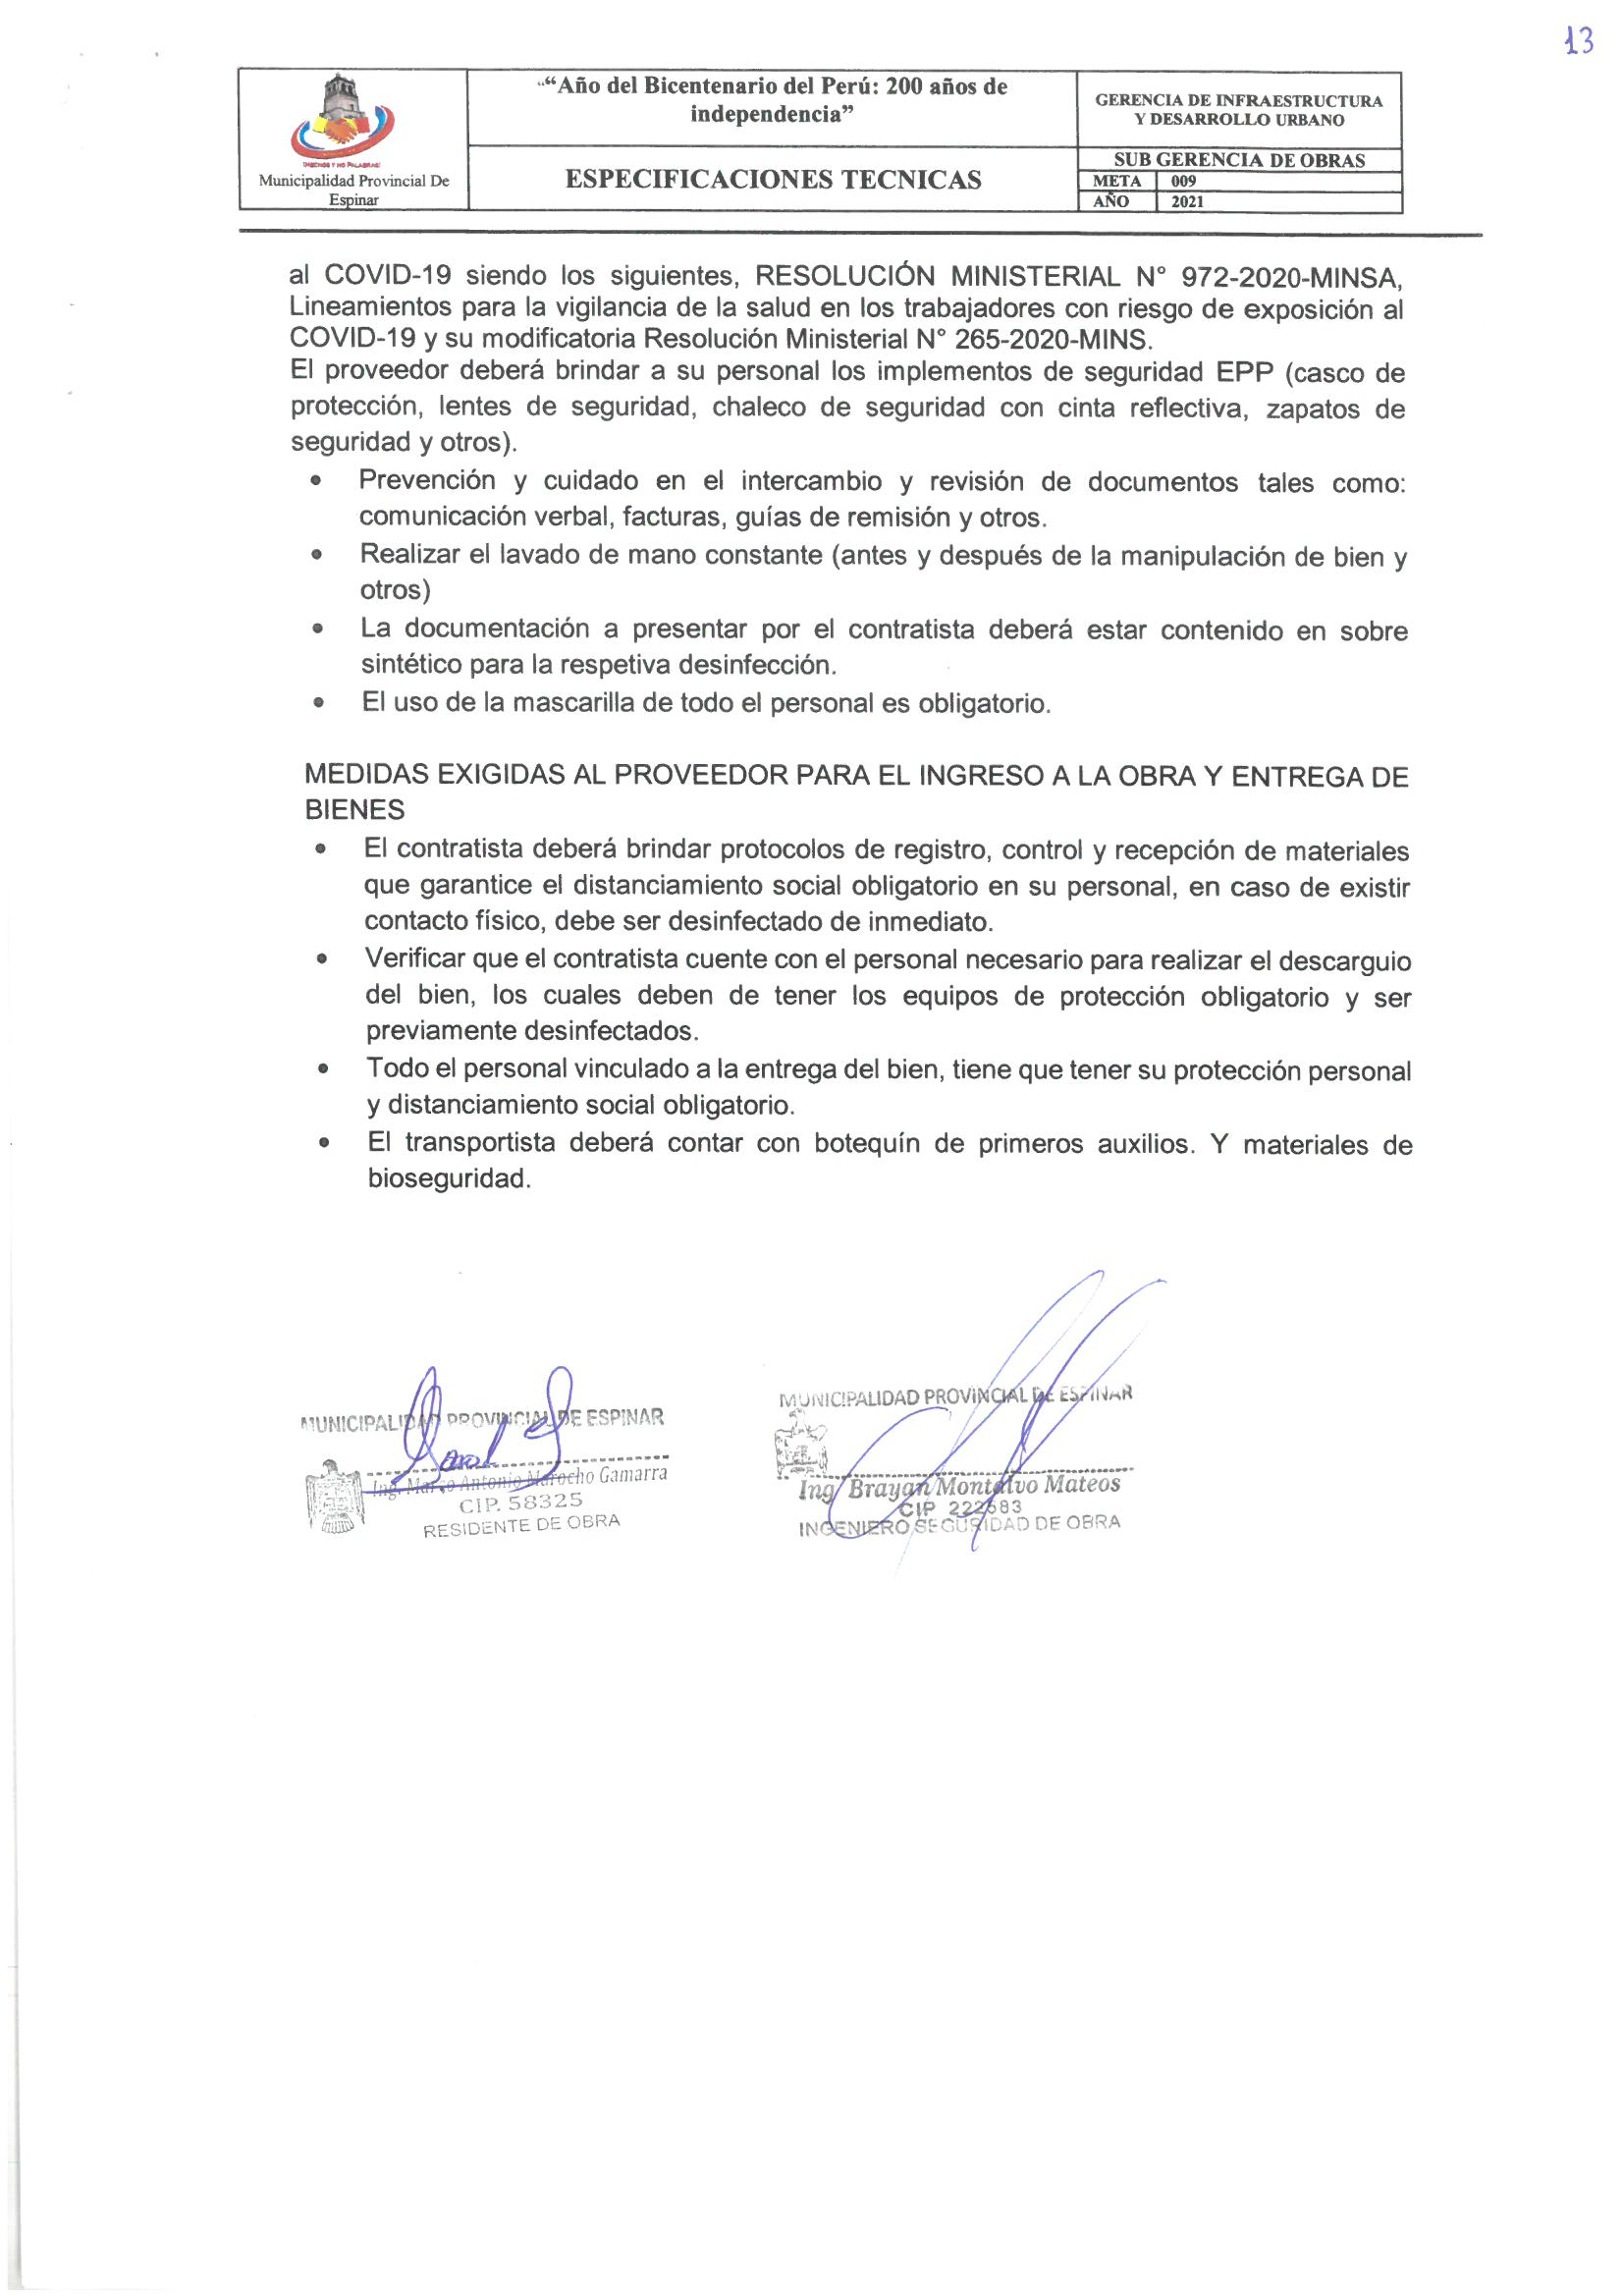 13
“Año del Bicentenario del Perú: 200 años de
independencia”
GERENCIA DE INFRAESTRUCTURA
Y DESARROLLO URBANO
Municipalidad Provincial De
Espinar
ESPECIFICACIONES TECNICAS
SUB GERENCIA DE OBRAS
META 009
AÑO 2021
al COVID-19 siendo los siguientes, RESOLUCIÓN MINISTERIAL N° 972-2020-MINSA,
Lineamientos para la vigilancia de la salud en los trabajadores con riesgo de exposición al
COVID-19 y su modificatoria Resolución Ministerial N° 265-2020-MINS.
El proveedor deberá brindar a su personal los implementos de seguridad EPP (casco de
protección, lentes de seguridad, chaleco de seguridad con cinta reflectiva, zapatos de
seguridad y otros).
• Prevención y cuidado en el intercambio y revisión de documentos tales como:
comunicación verbal, facturas, guías de remisión y otros.
• Realizar el lavado de mano constante (antes y después de la manipulación de bien y
otros)
• La documentación a presentar por el contratista deberá estar contenido en sobre
sintético para la respetiva desinfección.
• El uso de la mascarilla de todo el personal es obligatorio.
MEDIDAS EXIGIDAS AL PROVEEDOR PARA EL INGRESO A LA OBRA Y ENTREGA DE
BIENES
• El contratista deberá brindar protocolos de registro, control y recepción de materiales
que garantice el distanciamiento social obligatorio en su personal, en caso de existir
contacto físico, debe ser desinfectado de inmediato.
• Verificar que el contratista cuente con el personal necesario para realizar el descarguio
del bien, los cuales deben de tener los equipos de protección obligatorio y ser
previamente desinfectados.
• Todo el personal vinculado a la entrega del bien, tiene que tener su protección personal
y distanciamiento social obligatorio.
• El transportista deberá contar con botequín de primeros auxilios. Y materiales de
bioseguridad.
MUNICIPALIDAD PROVINCIAL DE ESPINAR
Ing. Marco Antonio Marocho Gamarra
CIP. 58325
RESIDENTE DE OBRA
MUNICIPALIDAD PROVINCIAL DE ESPINAR
Ing Brayan Montalvo Mateos
CIP 222683
INGENIERO SEGURIDAD DE OBRA